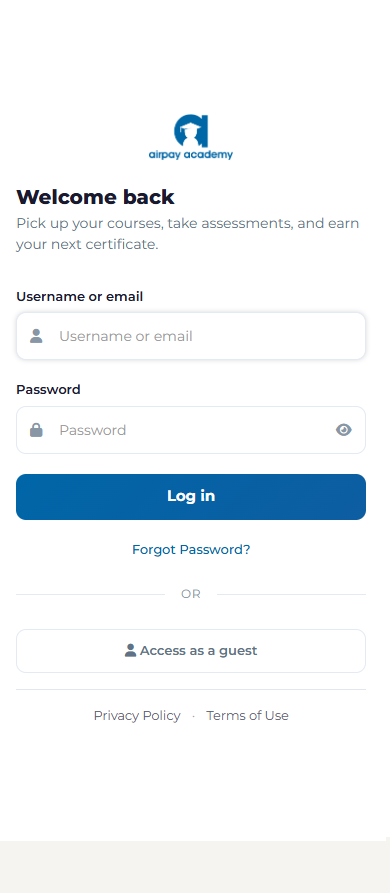 airpay academy
Welcome back
Pick up your courses, take assessments, and earn
your next certificate.
Username or email
Username or email
Password
Password
Log in
Forgot Password?
OR
Access as a guest
Privacy Policy · Terms of Use